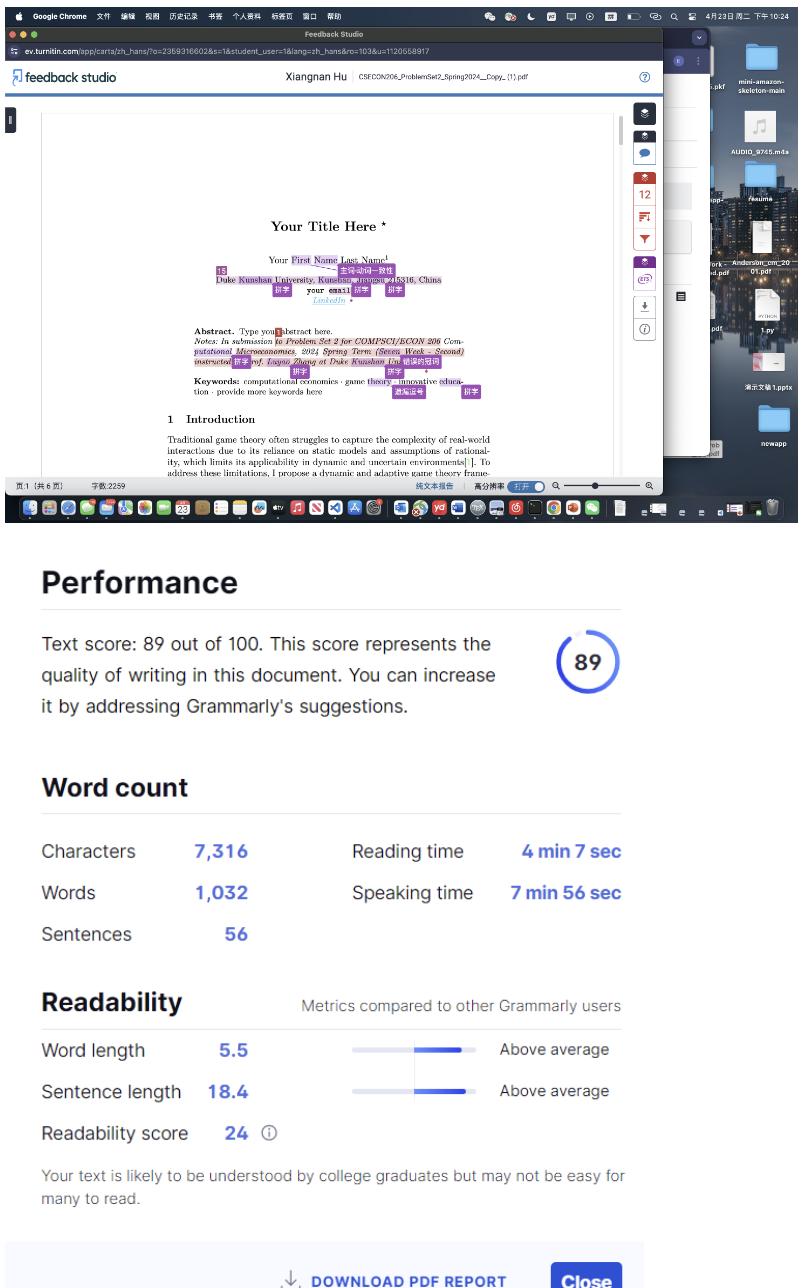 Google Chrome 文件 编辑 视图 历史记录 书签 个人资料 标签页 窗口 帮助 4月23日 周二 下午10:24
Feedback Studio
ev.turnitin.com/app/carta/zh_hans/?o=2359316602&s=1&student_user=1&lang=zh_hans&ro=103&u=1120558917
feedback studio Xiangnan Hu CSECON206_ProblemSet2_Spring2024__Copy_ (1).pdf
mini-amazon-skeleton-main
AUDIO_9745.m4a
resume
Anderson_cm_2001.pdf
PYTHON
1.py
演示文稿1.pptx
newapp
12
ETS
Your Title Here *
Your First Name Last Name1
主词-动词一致性
15
Duke Kunshan University, Kunshan, Jiangsu 215316, China
拼字 your email 拼字 拼字
LinkedIn
Abstract. Type you 1 abstract here.
Notes: In submission to Problem Set 2 for COMPSCI/ECON 206 Com-
putational Microeconomics, 2024 Spring Term (Seven Week - Second)
instructed 拼字 rof. Luyao Zhang at Duke Kunshan Uni 错误的冠词
拼字 拼字
Keywords: computational economics · game theory · innovative educa-
tion · provide more keywords here 遗漏逗号 拼字
1 Introduction
Traditional game theory often struggles to capture the complexity of real-world
interactions due to its reliance on static models and assumptions of rational-
ity, which limits its applicability in dynamic and uncertain environments[1]. To
address these limitations, I propose a dynamic and adaptive game theory frame-
页:1 (共 6 页) 字数:2259 纯文本报告 高分辨率 打开
Performance
Text score: 89 out of 100. This score represents the
quality of writing in this document. You can increase
it by addressing Grammarly's suggestions.
89
Word count
Characters 7,316 Reading time 4 min 7 sec
Words 1,032 Speaking time 7 min 56 sec
Sentences 56
Readability Metrics compared to other Grammarly users
Word length 5.5 Above average
Sentence length 18.4 Above average
Readability score 24
Your text is likely to be understood by college graduates but may not be easy for
many to read.
DOWNLOAD PDF REPORT Close